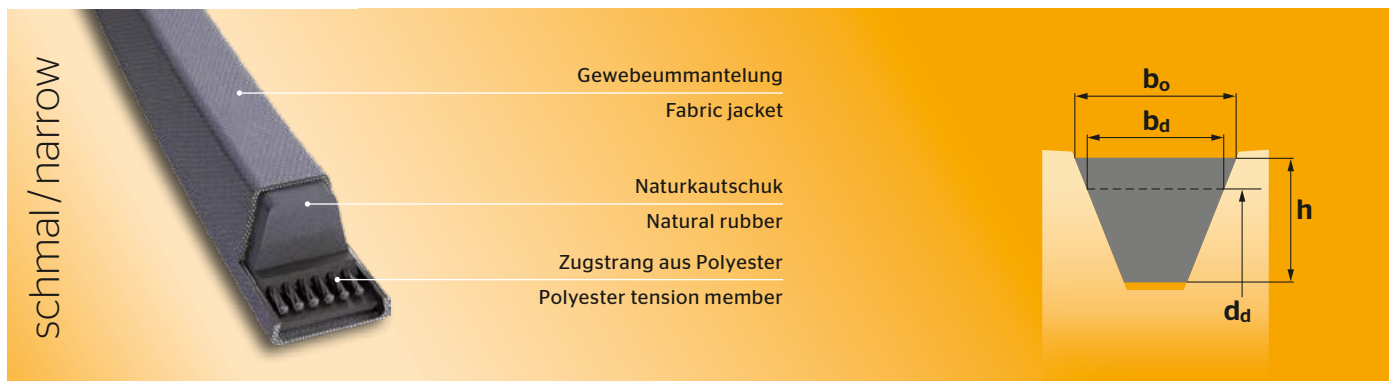 schmal / narrow
Gewebeummantelung
Fabric jacket
Naturkautschuk
Natural rubber
Zugstrang aus Polyester
Polyester tension member
bo
bd
h
dd